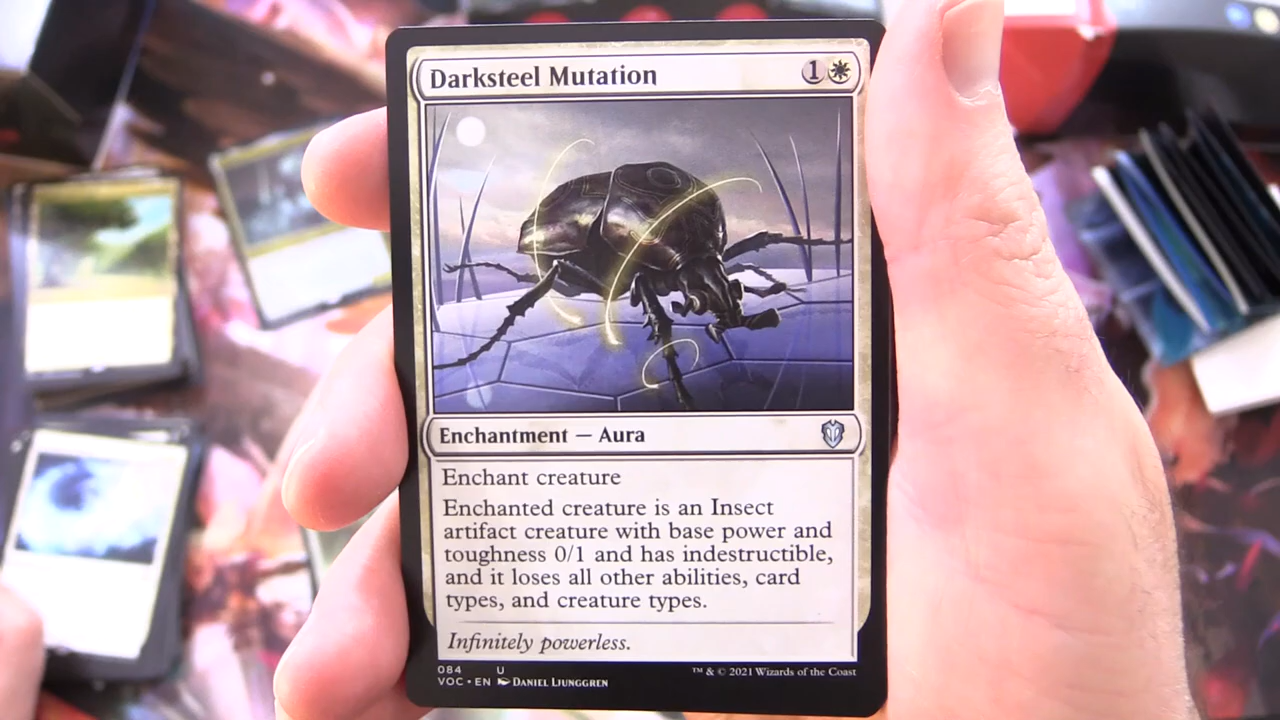 Darksteel Mutation 1
Enchantment — Aura
Enchant creature
Enchanted creature is an Insect
artifact creature with base power and
toughness 0/1 and has indestructible,
and it loses all other abilities, card
types, and creature types.
Infinitely powerless.
084 U
VOC • EN Daniel Ljunggren
™ & © 2021 Wizards of the Coast